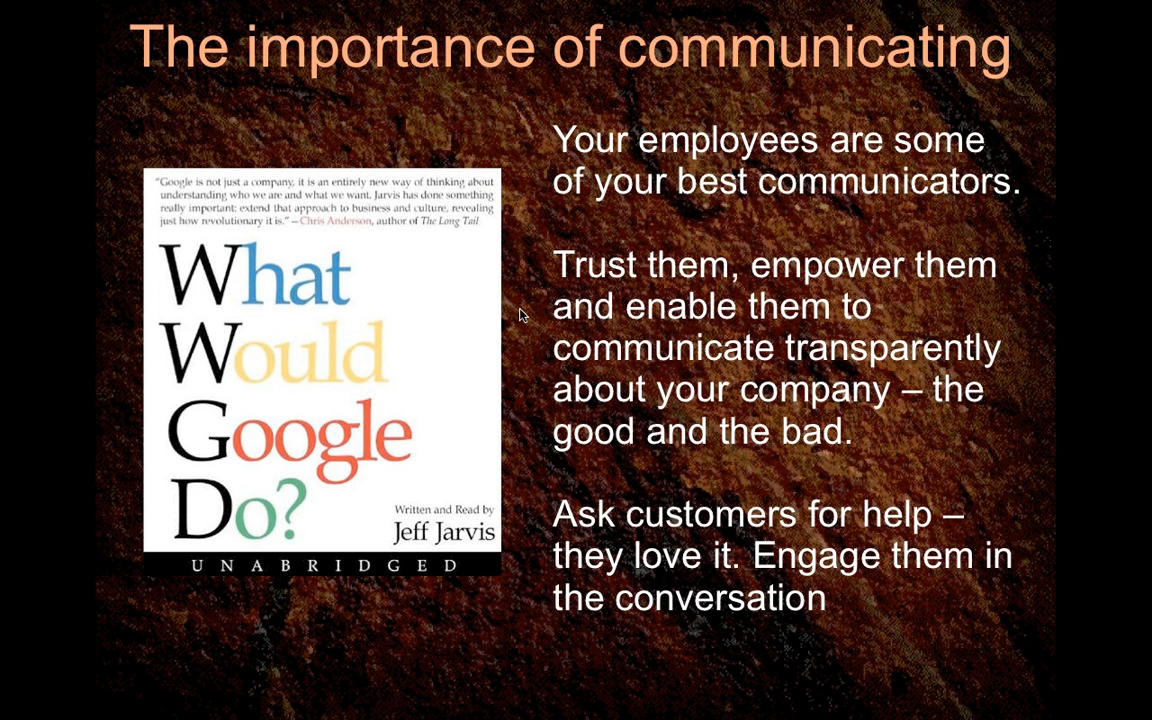 The importance of communicating
“Google is not just a company, it is an entirely new way of thinking about
understanding who we are and what we want. Jarvis has done something
really important: extend that approach to business and culture, revealing
just how revolutionary it is.” – Chris Anderson, author of The Long Tail
What
Would
Google
Do?
Written and Read by
Jeff Jarvis
UNABRIDGED
Your employees are some
of your best communicators.
Trust them, empower them
and enable them to
communicate transparently
about your company – the
good and the bad.
Ask customers for help –
they love it. Engage them in
the conversation